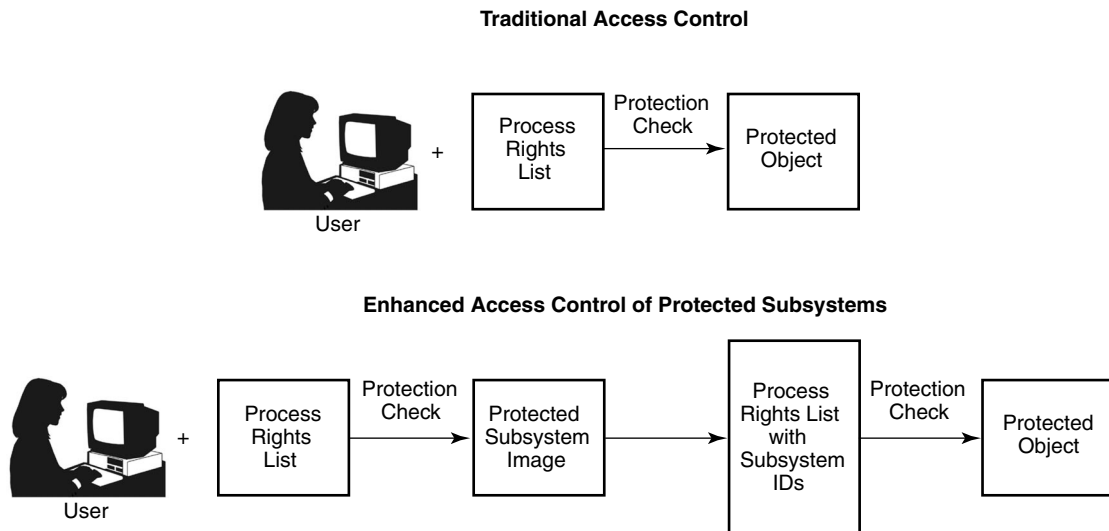 Traditional Access Control
User
+
Process
Rights
List
Protection
Check
Protected
Object
Enhanced Access Control of Protected Subsystems
User
+
Process
Rights
List
Protection
Check
Protected
Subsystem
Image
Process
Rights List
with
Subsystem
IDs
Protection
Check
Protected
Object